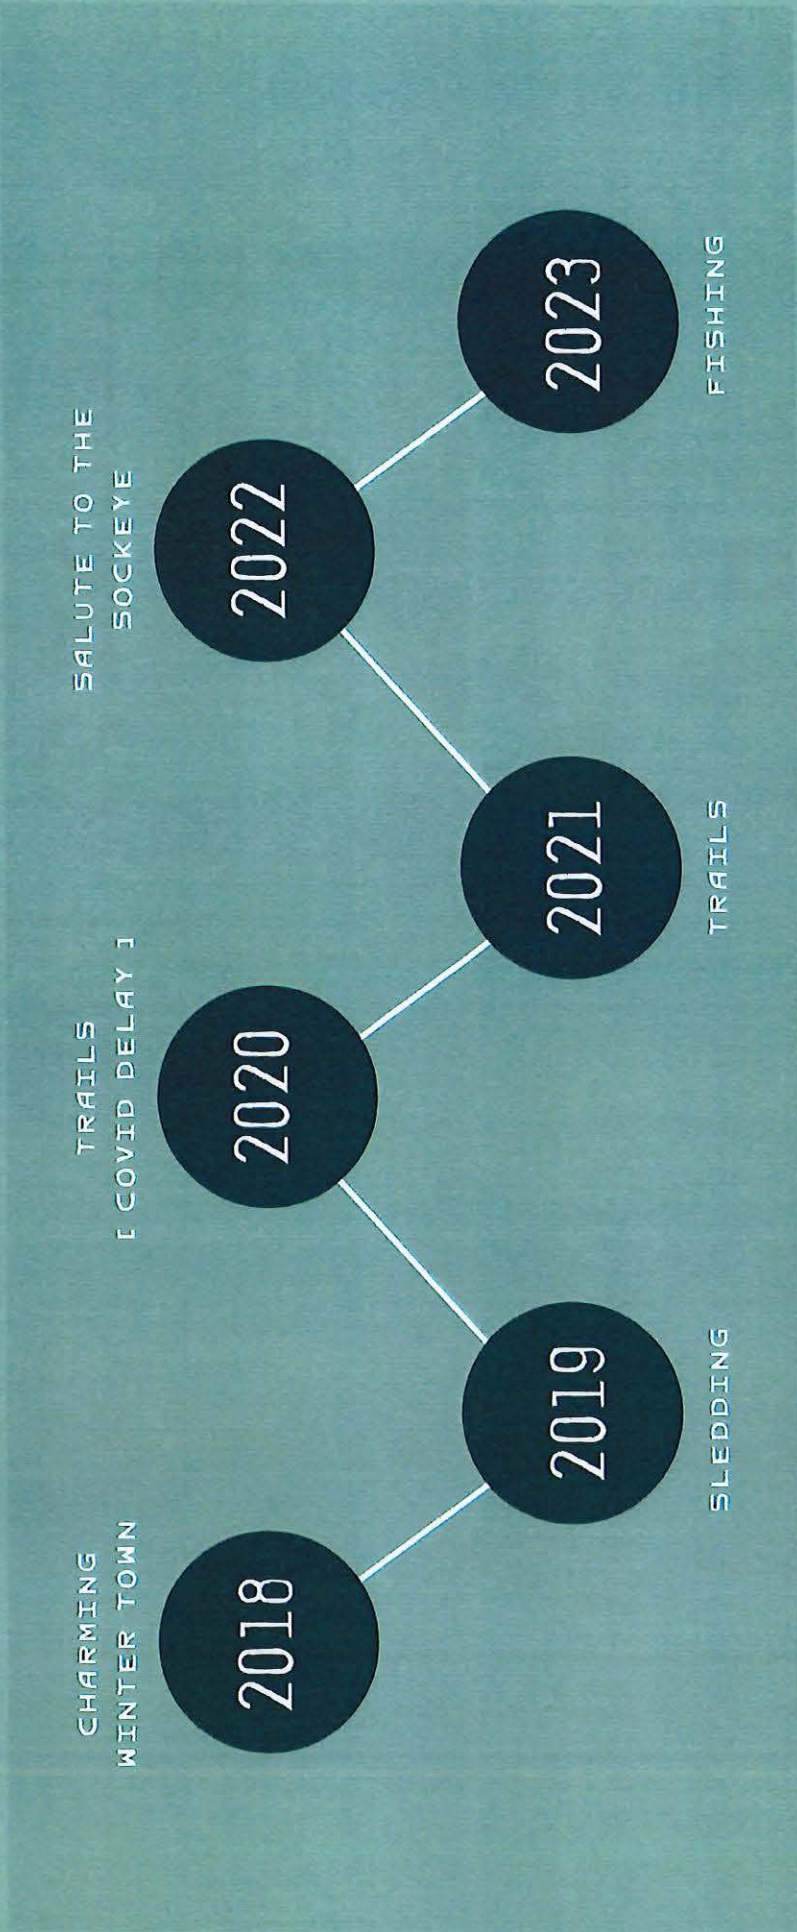 CHARMING
WINTER TOWN
2018
2019
SLEDDING
TRAILS
[ COVID DELAY ]
2020
2021
TRAILS
SALUTE TO THE
SOCKEYE
2022
2023
FISHING